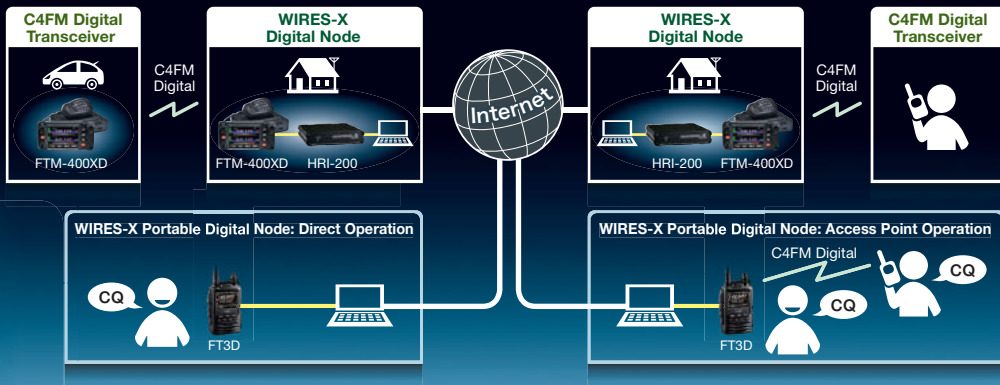 C4FM Digital
Transceiver
FTM-400XD
C4FM
Digital
WIRES-X
Digital Node
FTM-400XD
HRI-200
Internet
WIRES-X
Digital Node
HRI-200
FTM-400XD
C4FM
Digital
C4FM Digital
Transceiver
WIRES-X Portable Digital Node: Direct Operation
CQ
FT3D
WIRES-X Portable Digital Node: Access Point Operation
C4FM Digital
CQ
CQ
FT3D